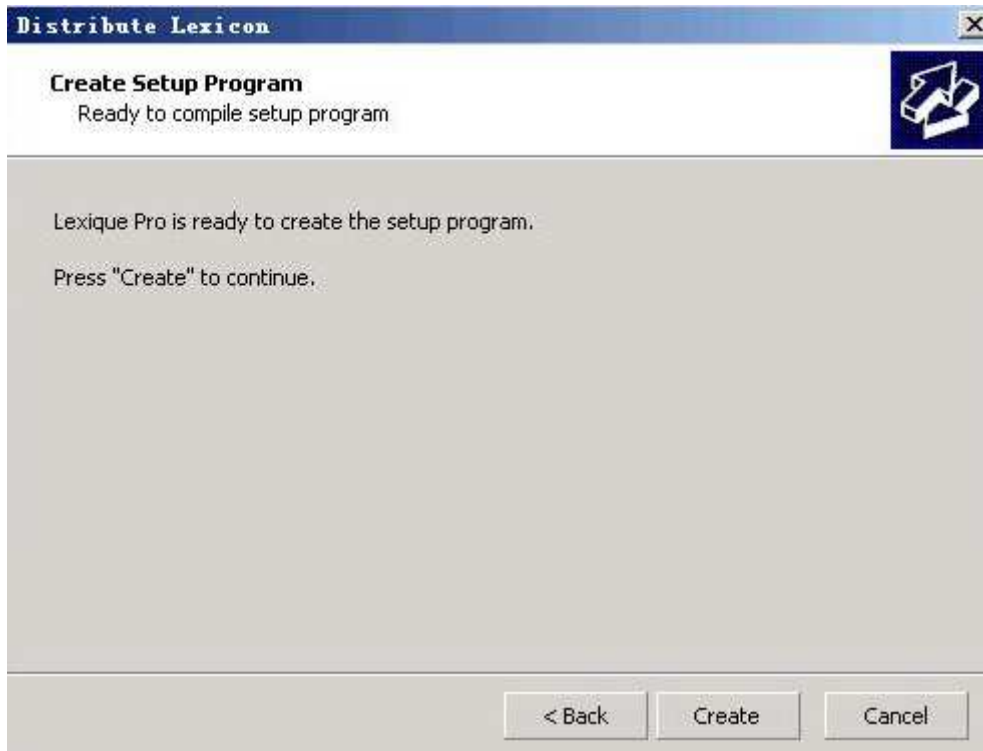 Distribute Lexicon
Create Setup Program
Ready to compile setup program
Lexique Pro is ready to create the setup program.
Press "Create" to continue.
< Back
Create
Cancel